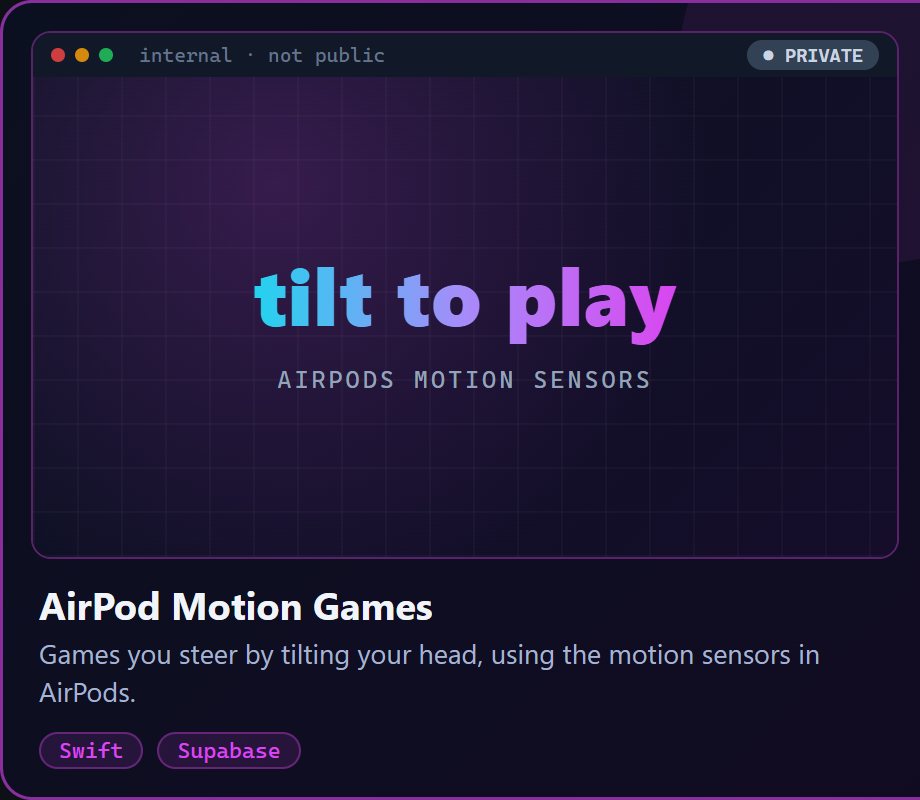 internal · not public
● PRIVATE
tilt to play
AIRPODS MOTION SENSORS
AirPod Motion Games
Games you steer by tilting your head, using the motion sensors in
AirPods.
Swift
Supabase